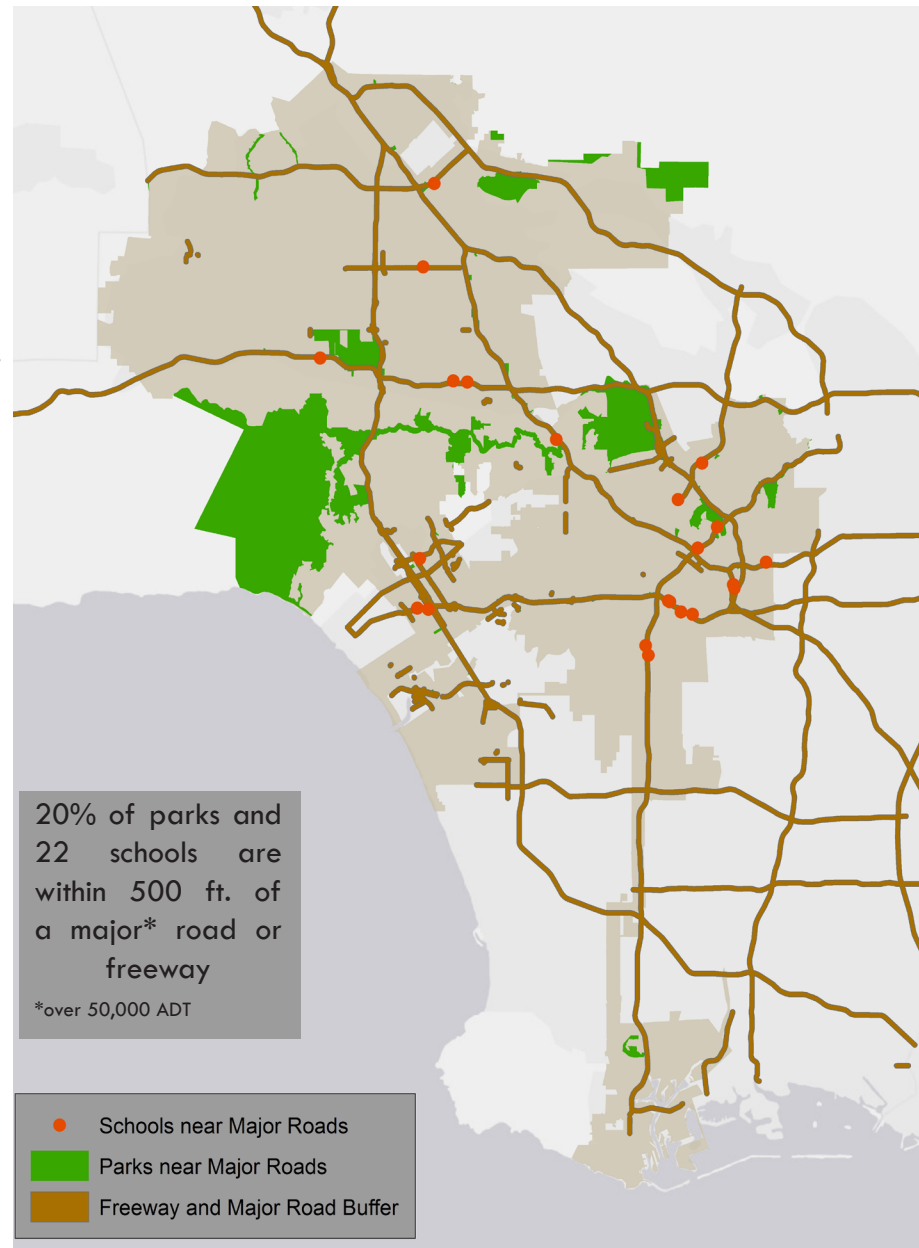 20% of parks and
22 schools are
within 500 ft. of
a major* road or
freeway
*over 50,000 ADT
Schools near Major Roads
Parks near Major Roads
Freeway and Major Road Buffer